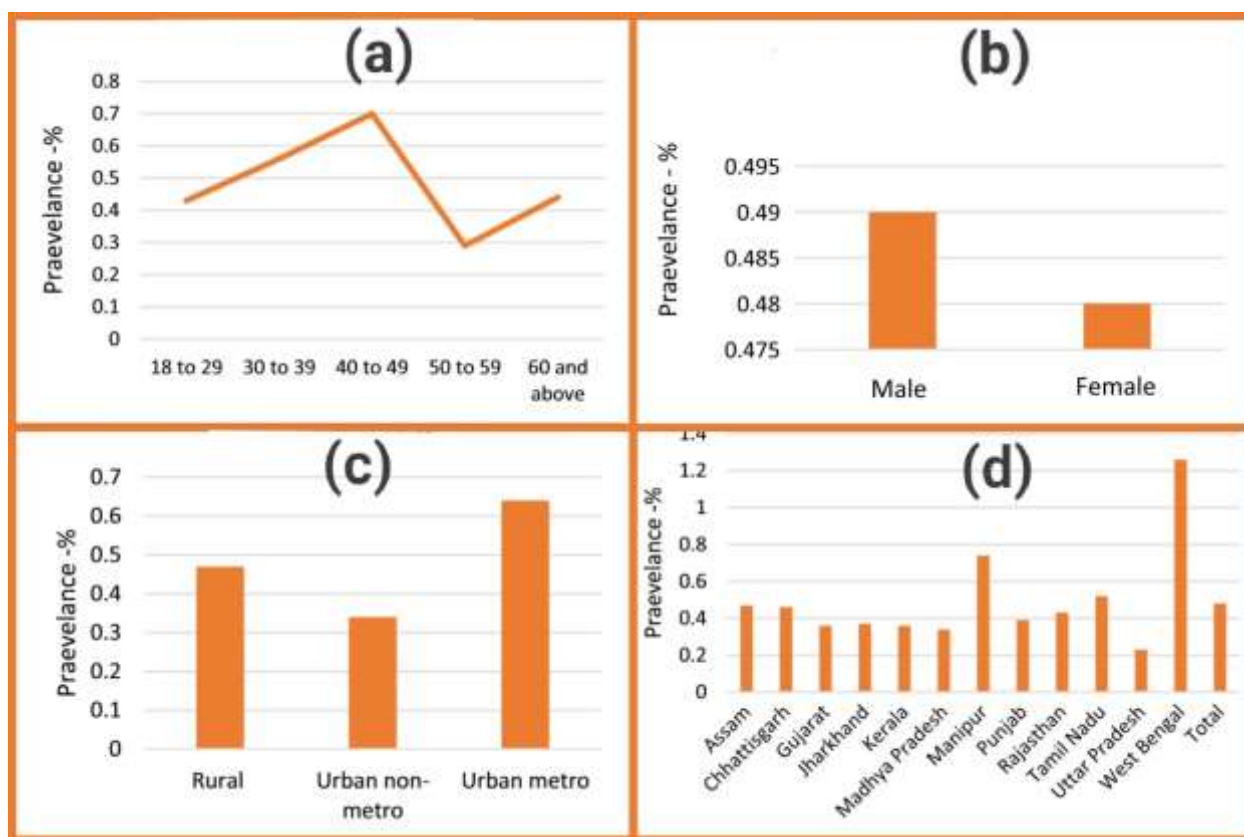 (a)
Praevelance -%
0.8
0.7
0.6
0.5
0.4
0.3
0.2
0.1
0
18 to 29
30 to 39
40 to 49
50 to 59
60 and
above
(b)
Praevelance - %
0.495
0.49
0.485
0.48
0.475
Male
Female
(c)
Praevelance -%
0.7
0.6
0.5
0.4
0.3
0.2
0.1
0
Rural
Urban non-
metro
Urban metro
(d)
Praevelance -%
1.4
1.2
1
0.8
0.6
0.4
0.2
0
Assam
Chhattisgarh
Gujarat
Jharkhand
Kerala
Madhya Pradesh
Manipur
Punjab
Rajasthan
Tamil Nadu
Uttar Pradesh
West Bengal
Total